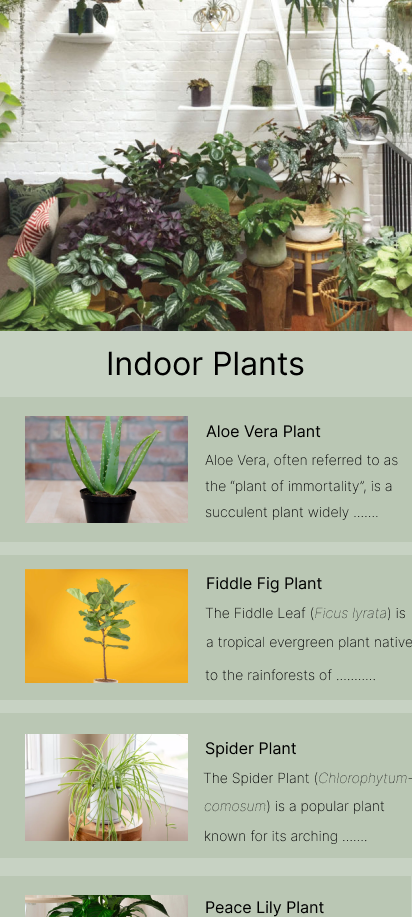 Indoor Plants
Aloe Vera Plant
Aloe Vera, often referred to as
the “plant of immortality”, is a
succulent plant widely .......
Fiddle Fig Plant
The Fiddle Leaf (Ficus lyrata) is
a tropical evergreen plant native
to the rainforests of ...........
Spider Plant
The Spider Plant (Chlorophytum-
comosum) is a popular plant
known for its arching .......
Peace Lily Plant